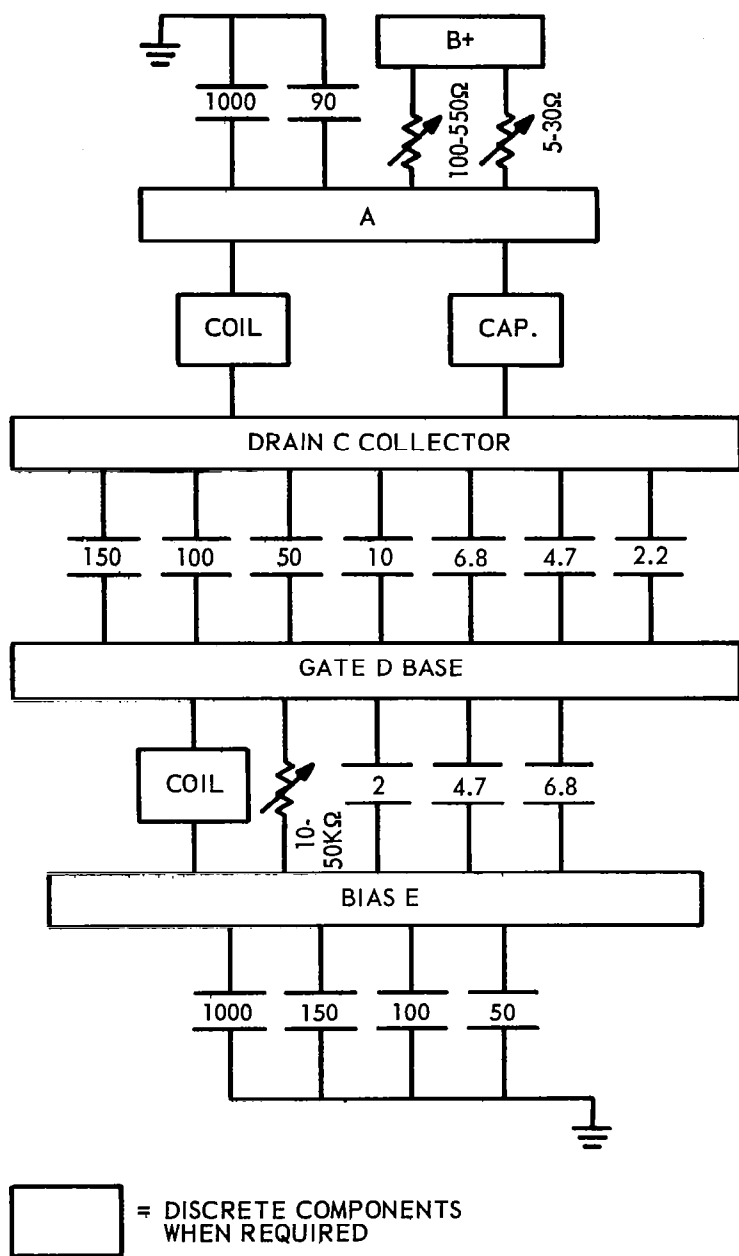 B+
1000
90
100-550Ω
5-30Ω
A
COIL
CAP.
DRAIN C COLLECTOR
150
100
50
10
6.8
4.7
2.2
GATE D BASE
COIL
10-
50KΩ
2
4.7
6.8
BIAS E
1000
150
100
50
= DISCRETE COMPONENTS
WHEN REQUIRED